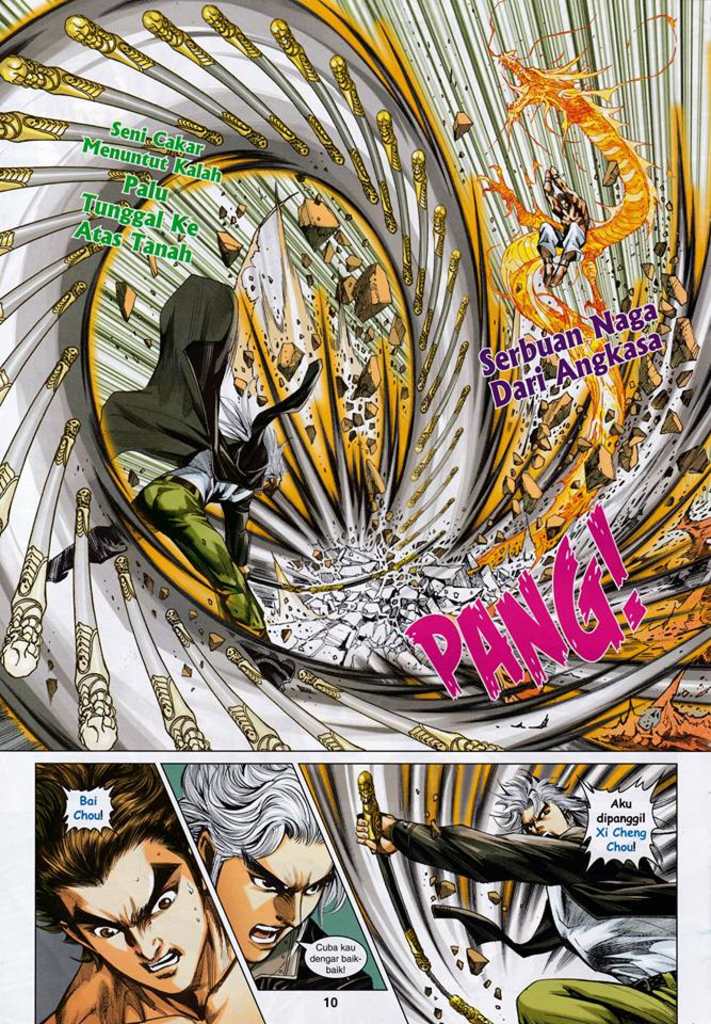 Seni Cakar
Menuntut Kalah
Palu
Tunggal Ke
Atas Tanah
Serbuan Naga
Dari Angkasa
PANG!
Bai
Chou!
Cuba kau
dengar baik-
baik!
Aku
dipanggil
Xi Cheng
Chou!
10